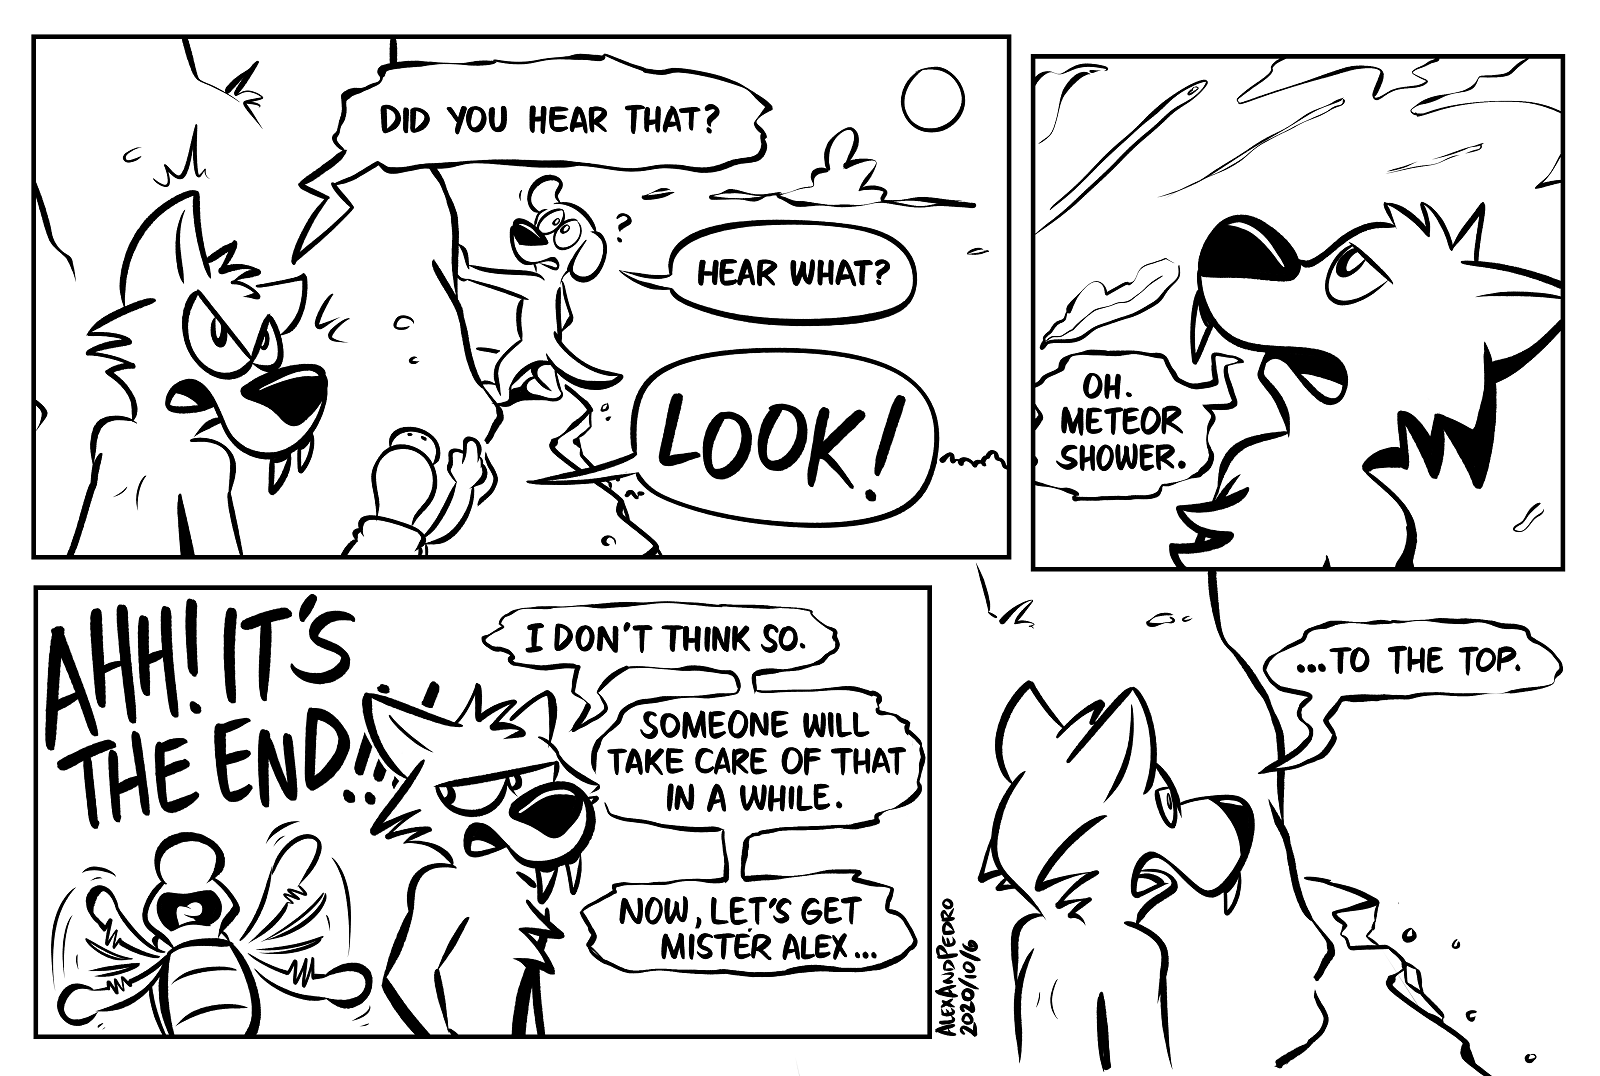 DID YOU HEAR THAT?
?
HEAR WHAT?
LOOK!
OH.
METEOR
SHOWER.
AHH! IT'S
THE END!!
I DON'T THINK SO.
SOMEONE WILL
TAKE CARE OF THAT
IN A WHILE.
NOW, LET'S GET
MISTER ALEX...
ALEXANDPEDRO
2020/10/6
...TO THE TOP.